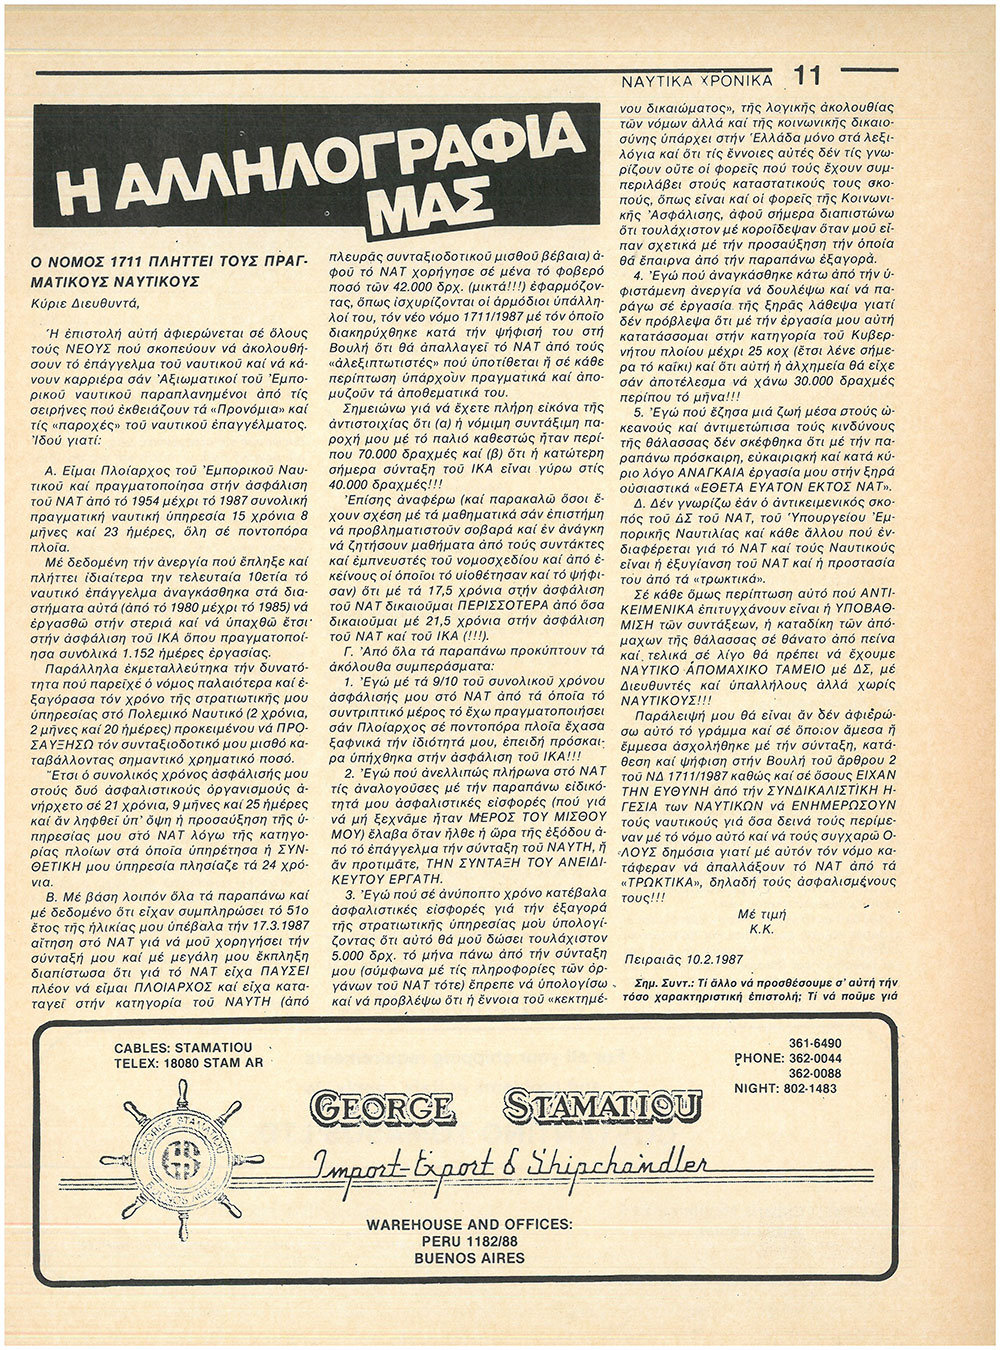 ΝΑΥΤΙΚΑ ΧΡΟΝΙΚΑ 11
Η ΑΛΛΗΛΟΓΡΑΦΙΑ
ΜΑΣ
Ο ΝΟΜΟΣ 1711 ΠΛΗΤΤΕΙ ΤΟΥΣ ΠΡΑΓ-
ΜΑΤΙΚΟΥΣ ΝΑΥΤΙΚΟΥΣ
Κύριε Διευθυντά,
Ἡ ἐπιστολή αὐτή ἀφιερώνεται σέ ὅλους
τούς ΝΕΟΥΣ πού σκοπεύουν νά ἀκολουθή-
σουν τό ἐπάγγελμα τοῦ ναυτικοῦ καί νά κά-
νουν καρριέρα σάν Ἀξιωματικοί τοῦ Ἐμπο-
ρικοῦ ναυτικοῦ παραπλανημένοι ἀπό τίς
σειρῆνες πού ἐκθειάζουν τά «Προνόμια» καί
τίς «παροχές» τοῦ ναυτικοῦ ἐπαγγέλματος.
Ἰδού γιατί:
Α. Εἶμαι Πλοίαρχος τοῦ Ἐμπορικοῦ Ναυ-
τικοῦ καί πραγματοποίησα στήν ἀσφάλιση
τοῦ ΝΑΤ ἀπό τό 1954 μέχρι τό 1987 συνολική
πραγματική ναυτική ὑπηρεσία 15 χρόνια 8
μῆνες καί 23 ἡμέρες, ὅλη σέ ποντοπόρα
πλοῖα.
Μέ δεδομένη τήν ἀνεργία πού ἔπληξε καί
πλήττει ἰδιαίτερα την τελευταία 10ετία τό
ναυτικό ἐπάγγελμα ἀναγκάσθηκα στά δια-
στήματα αὐτά (ἀπό τό 1980 μέχρι τό 1985) νά
ἐργασθῶ στήν στεριά καί νά ὑπαχθῶ ἔτσι
στήν ἀσφάλιση τοῦ ΙΚΑ ὅπου πραγματοποί-
ησα συνολικά 1.152 ἡμέρες ἐργασίας.
Παράλληλα ἐκμεταλλεύτηκα τήν δυνατό-
τητα πού παρεῖχέ ὁ νόμος παλαιότερα καί ἐ-
ξαγόρασα τόν χρόνο τῆς στρατιωτικῆς μου
ὑπηρεσίας στό Πολεμικό Ναυτικό (2 χρόνια,
2 μῆνες καί 20 ἡμέρες) προκειμένου νά ΠΡΟ-
ΣΑΥΞΗΣΩ τόν συνταξιοδοτικό μου μισθό κα-
ταβάλλοντας σημαντικό χρηματικό ποσό.
Ἔτσι ὁ συνολικός χρόνος ἀσφάλισής μου
στούς δυό ἀσφαλιστικούς ὀργανισμούς ἀ-
νήρχετο σέ 21 χρόνια, 9 μῆνες καί 25 ἡμέρες
καί ἄν ληφθεῖ ὑπ' ὄψη ἡ προσαύξηση τῆς ὑ-
πηρεσίας μου στό ΝΑΤ λόγω τῆς κατηγο-
ρίας πλοίων στά ὁποῖα ὑπηρέτησα ἡ ΣΥΝ-
ΘΕΤΙΚΗ μου ὑπηρεσία πλησίαζε τά 24 χρό-
νια.
Β. Μέ βάση λοιπόν ὅλα τά παραπάνω καί
μέ δεδομένο ὅτι εἶχαν συμπληρώσει τό 51ο
ἔτος τῆς ἡλικίας μου ὑπέβαλα τήν 17.3.1987
αἴτηση στό ΝΑΤ γιά νά μοῦ χορηγήσει τήν
σύνταξή μου καί μέ μεγάλη μου ἔκπληξη
διαπίστωσα ὅτι γιά τό ΝΑΤ εἶχα ΠΑΥΣΕΙ
πλέον νά εἶμαι ΠΛΟΙΑΡΧΟΣ καί εἶχα κατα-
ταγεῖ στήν κατηγορία τοῦ ΝΑΥΤΗ (ἀπό
πλευρᾶς συνταξιοδοτικοῦ μισθοῦ βέβαια) ἀ-
φοῦ τό ΝΑΤ χορήγησε σέ μένα τό φοβερό
ποσό τῶν 42.000 δρχ. (μικτά!!!) ἐφαρμόζον-
τας, ὅπως ἰσχυρίζονται οἱ ἁρμόδιοι ὑπάλλη-
λοί του, τόν νέο νόμο 1711/1987 μέ τόν ὁποῖο
διακηρύχθηκε κατά τήν ψήφισή του στή
Βουλή ὅτι θά ἀπαλλαγεῖ τό ΝΑΤ ἀπό τούς
«ἀλεξιπτωτιστές» πού ὑποτίθεται ἤ σέ κάθε
περίπτωση ὑπάρχοῦν πραγματικά καί ἀπο-
μυζοῦν τά ἀποθεματικά του.
Σημειώνω γιά νά ἔχετε πλήρη εἰκόνα τῆς
ἀντιστοιχίας ὅτι (α) ἡ νόμιμη συντάξιμη πα-
ροχή μου μέ τό παλιό καθεστώς ἦταν περί-
που 70.000 δραχμές καί (β) ὅτι ἡ κατώτερη
σήμερα σύνταξη τοῦ ΙΚΑ εἶναι γύρω στίς
40.000 δραχμές!!!
Ἐπίσης ἀναφέρω (καί παρακαλῶ ὅσοι ἔ-
χουν σχέση μέ τά μαθηματικά σάν ἐπιστήμη
νά προβληματιστοῦν σοβαρά καί ἐν ἀνάγκη
νά ζητήσουν μαθήματα ἀπό τούς συντάκτες
καί ἐμπνευστές τοῦ νομοσχεδίου καί ἀπό ἐ-
κείνους οἱ ὁποῖοι τό υἱοθέτησαν καί τό ψήφι-
σαν) ὅτι μέ τά 17,5 χρόνια στήν ἀσφάλιση
τοῦ ΝΑΤ δικαιοῦμαι ΠΕΡΙΣΣΟΤΕΡΑ ἀπό ὅσα
δικαιοῦμαι μέ 21,5 χρόνια στήν ἀσφάλιση
τοῦ ΝΑΤ καί τοῦ ΙΚΑ (!!!).
Γ. Ἀπό ὅλα τά παραπάνω προκύπτουν τά
ἀκόλουθα συμπεράσματα:
1. Ἐγώ μέ τά 9/10 τοῦ συνολικοῦ χρόνου
ἀσφάλισής μου στό ΝΑΤ ἀπό τά ὁποῖα τό
συντριπτικό μέρος τό ἔχω πραγματοποιήσει
σάν Πλοίαρχος σέ ποντοπόρα πλοῖα ἔχασα
ξαφνικά τήν ἰδιότητά μου, ἐπειδή πρόσκαι-
ρα ὑπήχθηκα στήν ἀσφάλιση τοῦ ΙΚΑ!!!
2. Ἐγώ πού ἀνελλιπώς πλήρωνα στό ΝΑΤ
τίς ἀναλογοῦσες μέ τήν παραπάνω εἰδικό-
τητά μου ἀσφαλιστικές εἰσφορές (πού γιά
νά μή ξεχνᾶμε ἦταν ΜΕΡΟΣ ΤΟΥ ΜΙΣΘΟΥ
ΜΟΥ) ἔλαβα ὅταν ἦλθε ἡ ὥρα τῆς ἐξόδου ἀ-
πό τό ἐπάγγελμα τήν σύνταξη τοῦ ΝΑΥΤΗ, ἤ
ἄν προτιμᾶτε, ΤΗΝ ΣΥΝΤΑΞΗ ΤΟΥ ΑΝΕΙΔΙ-
ΚΕΥΤΟΥ ΕΡΓΑΤΗ.
3. Ἐγώ πού σέ ἀνύποπτο χρόνο κατέβαλα
ἀσφαλιστικές εἰσφορές γιά τήν ἐξαγορά
τῆς στρατιωτικῆς ὑπηρεσίας μοῦ ὑπολογί-
ζοντας ὅτι αὐτό θά μοῦ δώσει τουλάχιστον
5.000 δρχ. τό μήνα πάνω ἀπό τήν σύνταξη
μου (σύμφωνα μέ τίς πληροφορίες τῶν ὀρ-
γάνων τοῦ ΝΑΤ τότε) ἔπρεπε νά ὑπολογίσω
καί νά προβλέψω ὅτι ἡ ἔννοια τοῦ «κεκτημέ-
νου δικαιώματος», τῆς λογικῆς ἀκολουθίας
τῶν νόμων ἀλλά καί τῆς κοινωνικῆς δικαιο-
σύνης ὑπάρχει στήν Ἑλλάδα μόνο στά λεξι-
λόγια καί ὅτι τίς ἔννοιες αὐτές δέν τίς γνω-
ρίζουν οὔτε οἱ φορεῖς πού τούς ἔχουν συμ-
περιλάβει στούς καταστατικούς τους σκο-
πούς, ὅπως εἶναι καί οἱ φορεῖς τῆς Κοινωνι-
κῆς Ἀσφάλισης, ἀφοῦ σήμερα διαπιστώνω
ὅτι τουλάχιστον μέ κοροΐδεψαν ὅταν μοῦ εἶ-
παν σχετικά μέ τήν προσαύξηση τήν ὁποία
θά ἔπαιρνα ἀπό τήν παραπάνω ἐξαγορά.
4. Ἐγώ πού ἀναγκάσθηκε κάτω ἀπό τήν ὑ-
φιστάμενη ἀνεργία νά δουλέψω καί νά πα-
ράγω σέ ἐργασία τῆς ξηρᾶς λάθεψα γιατί
δέν πρόβλεψα ὅτι μέ τήν ἐργασία μου αὐτή
κατατάσσομαι στήν κατηγορία τοῦ Κυβερ-
νήτου πλοίου μέχρι 25 κοχ (ἔτσι λένε σήμε-
ρα τό καΐκι) καί ὅτι αὐτή ἡ ἀλχημεία θά εἶχε
σάν ἀποτέλεσμα νά χάνω 30.000 δραχμές
περίπου τό μῆνα!!!
5. Ἐγώ πού ἔζησα μιά ζωή μέσα στούς ὠ-
κεανούς καί ἀντιμετώπισα τούς κινδύνους
τῆς θάλασσας δέν σκέφθηκα ὅτι μέ τήν πα-
ραπάνω πρόσκαιρη, εὐκαιριακή καί κατά κύ-
ριο λόγο ΑΝΑΓΚΑΙΑ ἐργασία μου στήν ξηρά
οὐσιαστικά «ΕΘΕΤΑ ΕΥΑΤΟΝ ΕΚΤΟΣ ΝΑΤ».
Δ. Δέν γνωρίζω ἐάν ὁ ἀντικειμενικός σκο-
πός τοῦ ΔΣ τοῦ ΝΑΤ, τοῦ Ὑπουργείου Ἐμ-
πορικῆς Ναυτιλίας καί κάθε ἄλλου πού ἐν-
διαφέρεται γιά τό ΝΑΤ καί τούς Ναυτικούς
εἶναι ἡ ἐξυγίανση τοῦ ΝΑΤ καί ἡ προστασία
του ἀπό τά «τρωκτικά».
Σέ κάθε ὅμως περίπτωση αὐτό πού ΑΝΤΙ-
ΚΕΙΜΕΝΙΚΑ ἐπιτυγχάνουν εἶναι ἡ ΥΠΟΒΑΘ-
ΜΙΣΗ τῶν συντάξεων, ἡ καταδίκη τῶν ἀπό-
μαχων τῆς θάλασσας σέ θάνατο ἀπό πείνα
καί τελικά σέ λίγο θά πρέπει νά ἔχουμε
ΝΑΥΤΙΚΟ ΑΠΟΜΑΧΙΚΟ ΤΑΜΕΙΟ μέ ΔΣ, μέ
Διευθυντές καί ὑπαλλήλους ἀλλά χωρίς
ΝΑΥΤΙΚΟΥΣ!!!
Παράλειψή μου θά εἶναι ἄν δέν ἀφιερώ-
σω αὐτό τό γράμμα καί σέ ὅποιον ἄμεσα ἤ
ἔμμεσα ἀσχολήθηκε μέ τήν σύνταξη, κατά-
θεση καί ψήφιση στήν Βουλή τοῦ ἄρθρου 2
τοῦ ΝΔ 1711/1987 καθώς καί σέ ὅσους ΕΙΧΑΝ
ΤΗΝ ΕΥΘΥΝΗ ἀπό τήν ΣΥΝΔΙΚΑΛΙΣΤΙΚΗ Η-
ΓΕΣΙΑ των ΝΑΥΤΙΚΩΝ νά ΕΝΗΜΕΡΩΣΟΥΝ
τούς ναυτικούς γιά ὅσα δεινά τούς περίμε-
ναν μέ τό νόμο αὐτό καί νά τούς συγχαρῶ Ο-
ΛΟΥΣ δημόσια γιατί μέ αὐτόν τόν νόμο κα-
τάφεραν νά ἀπαλλάξουν τό ΝΑΤ ἀπό τά
«ΤΡΩΚΤΙΚΑ», δηλαδή τούς ἀσφαλισμένους
τους!!!
Μέ τιμή
Κ.Κ.
Πειραιᾶς 10.2.1987
Σημ. Συντ.: Τί ἄλλο νά προσθέσουμε σ' αὐτή τήν
τόσο χαρακτηριστική ἐπιστολή; Τί νά ποῦμε γιά
CABLES: STAMATIOU
TELEX: 18080 STAM AR
361-6490
PHONE: 362-0044
362-0088
NIGHT: 802-1483
GEORGE STAMATIOU
GS
BUENOS AIRES
GEORGE STAMATIOU
Import-Export & Shipchandler
WAREHOUSE AND OFFICES:
PERU 1182/88
BUENOS AIRES